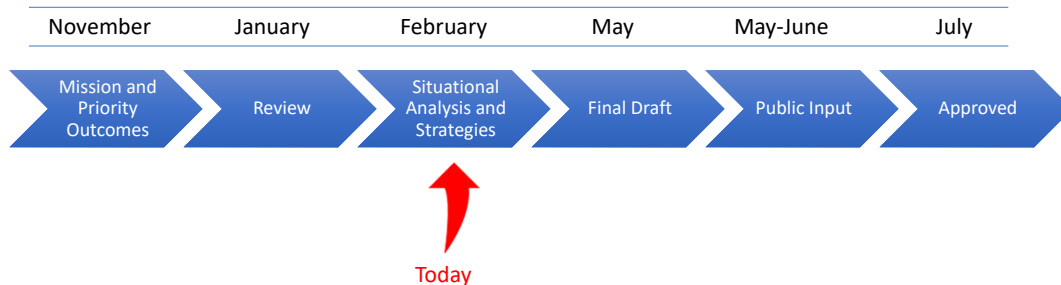 November January February May May-June July
Mission and
Priority
Outcomes
Review
Situational
Analysis and
Strategies
Final Draft
Public Input
Approved
Today